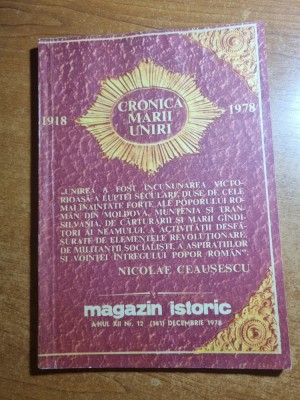 1918
CRONICA
MARII
UNIRI
1978
„UNIREA A FOST ÎNCUNUNAREA VICTO-
RIOASĂ A LUPTEI SECULARE, DUSE DE CELE
MAI ÎNAINTATE FORȚE ALE POPORULUI RO-
MÂN DIN MOLDOVA, MUNTENIA ȘI TRAN-
SILVANIA, DE CĂRTURARII ȘI MARII GÎNDI-
TORI AI NEAMULUI, A ACTIVITĂȚII DESFĂ-
ȘURATE DE ELEMENTELE REVOLUȚIONARE,
DE MILITANȚII SOCIALIȘTI, A ASPIRAȚIILOR
ȘI VOINȚEI ÎNTREGULUI POPOR ROMÂN”.
NICOLAE CEAUȘESCU
magazin istoric
ANUL XII Nr. 12 (141) DECEMBRIE 1978